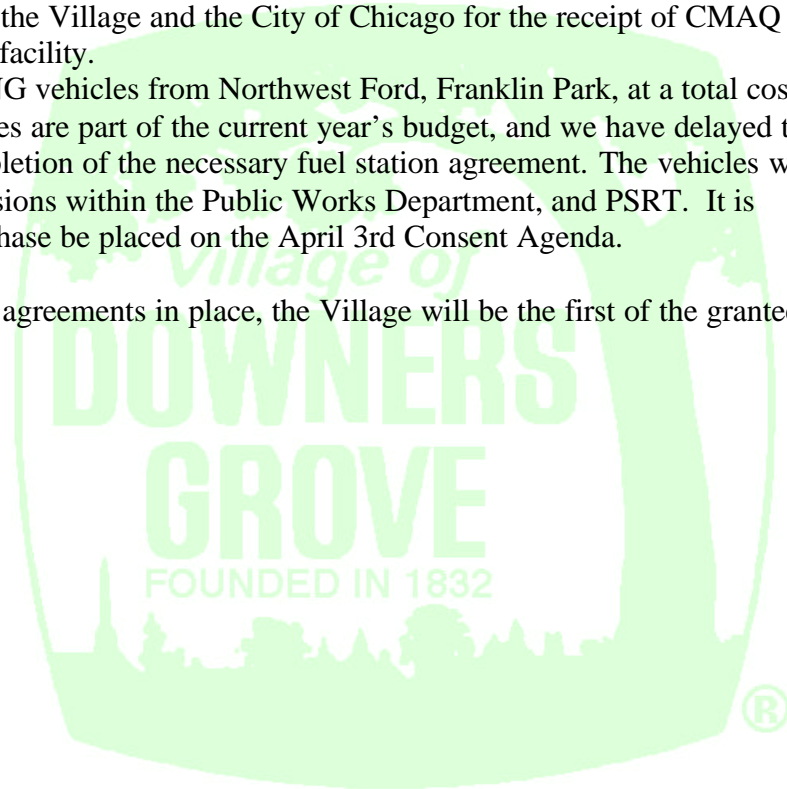 the Village and the City of Chicago for the receipt of CMAQ
facility.
NG vehicles from Northwest Ford, Franklin Park, at a total cos
es are part of the current year's budget, and we have delayed t
pletion of the necessary fuel station agreement. The vehicles w
sions within the Public Works Department, and PSRT. It is
hase be placed on the April 3rd Consent Agenda.
Village of
agreements in place, the Village will be the first of the grantee
DOWNERS
GROVE
FOUNDED IN 1832
®